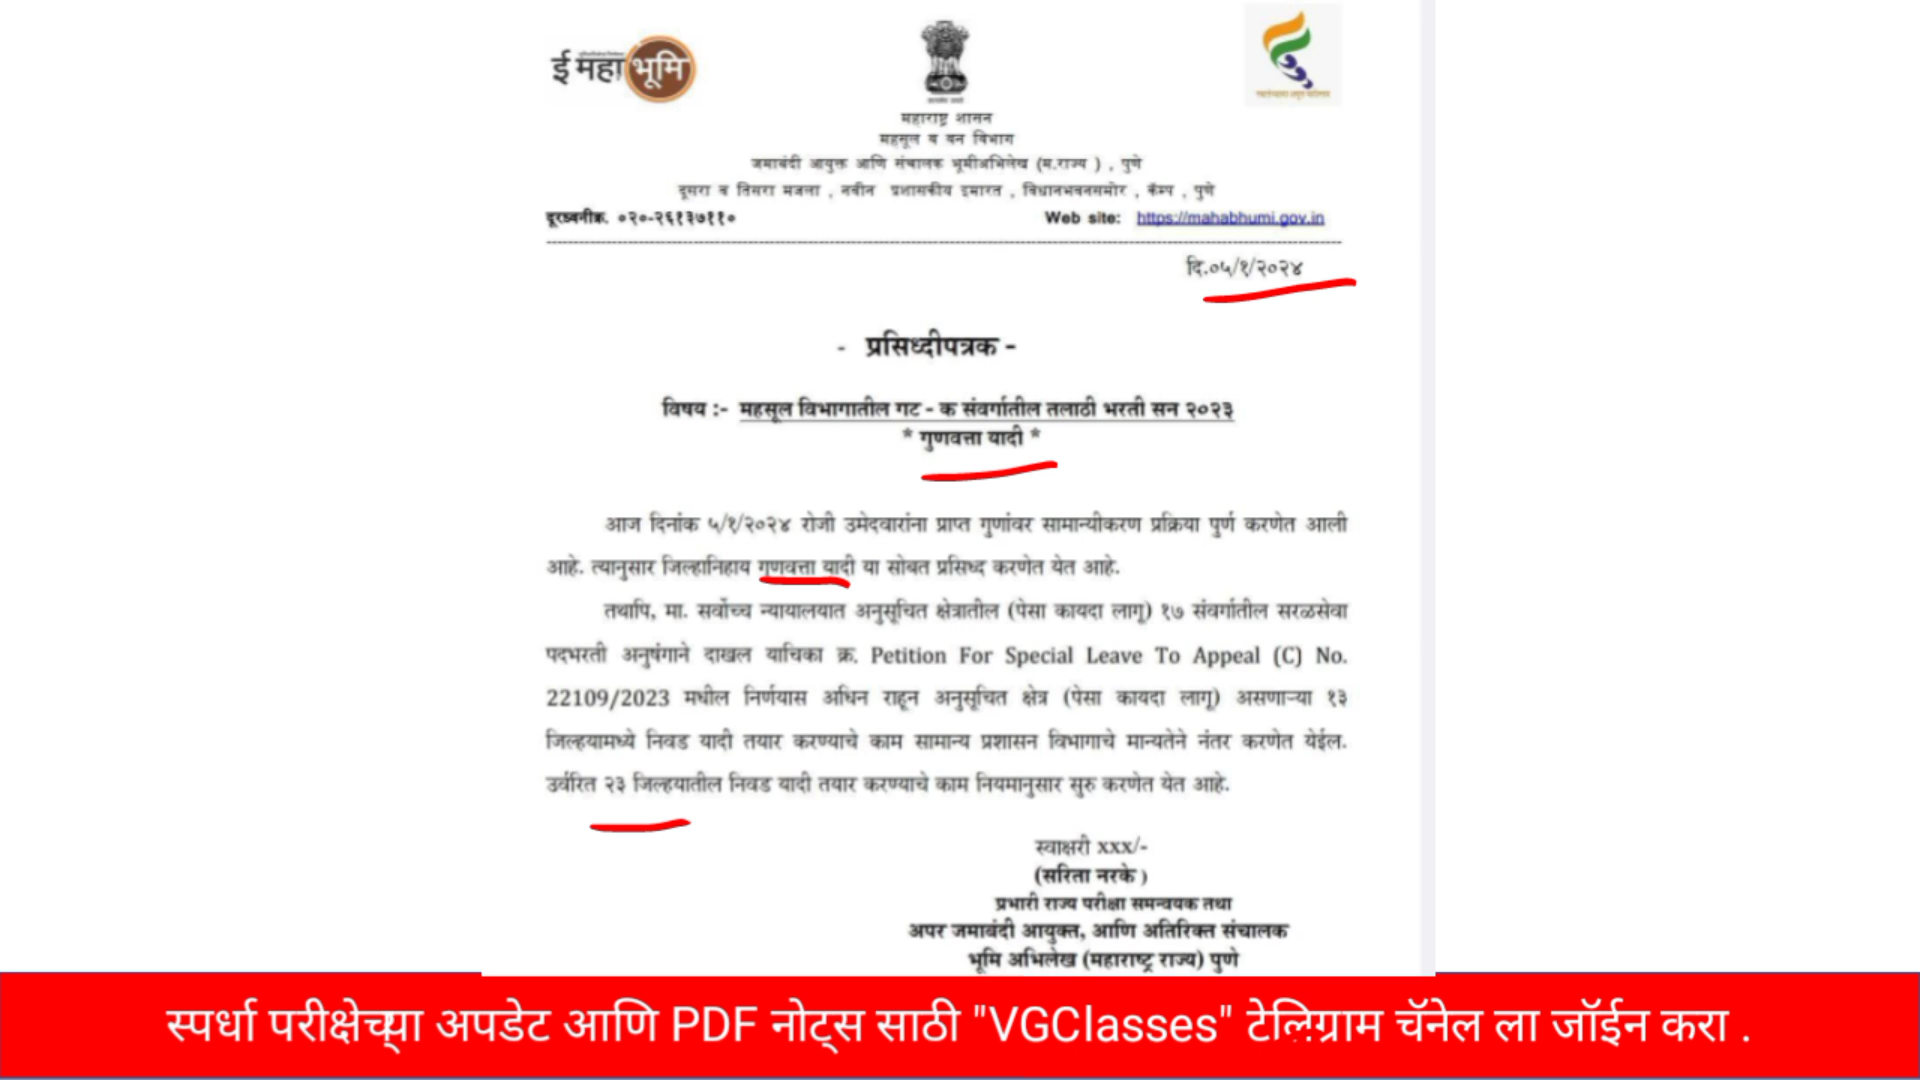 ई महाभूमि
महाराष्ट्र शासन
महसूल व वन विभाग
जमाबंदी आयुक्त आणि संचालक भूमीअभिलेख (म.राज्य ) , पुणे
दूसरा व तिसरा मजला , नवीन प्रशासकीय इमारत , विधानभवनसमोर , कॅम्प , पुणे
दूरध्वनीक्र. ०२०-२६१३७११० Web site: https://mahabhumi.gov.in
दि.०५/१/२०२४
- प्रसिध्दीपत्रक -
विषय :- महसूल विभागातील गट - क संवर्गातील तलाठी भरती सन २०२३
* गुणवत्ता यादी *
आज दिनांक ५/१/२०२४ रोजी उमेदवारांना प्राप्त गुणांवर सामान्यीकरण प्रक्रिया पुर्ण करणेत आली
आहे. त्यानुसार जिल्हानिहाय गुणवत्ता यादी या सोबत प्रसिध्द करणेत येत आहे.
तथापि, मा. सर्वोच्च न्यायालयात अनुसूचित क्षेत्रातील (पेसा कायदा लागू) १७ संवर्गातील सरळसेवा
पदभरती अनुषंगाने दाखल याचिका क्र. Petition For Special Leave To Appeal (C) No.
22109/2023 मधील निर्णयास अधिन राहून अनुसूचित क्षेत्र (पेसा कायदा लागू) असणाऱ्या १३
जिल्हयामध्ये निवड यादी तयार करण्याचे काम सामान्य प्रशासन विभागाचे मान्यतेने नंतर करणेत येईल.
उर्वरित २३ जिल्हयातील निवड यादी तयार करण्याचे काम नियमानुसार सुरु करणेत येत आहे.
स्वाक्षरी xxx/-
(सरिता नरके )
प्रभारी राज्य परीक्षा समन्वयक तथा
अपर जमाबंदी आयुक्त, आणि अतिरिक्त संचालक
भूमि अभिलेख (महाराष्ट्र राज्य) पुणे
स्पर्धा परीक्षेच्या अपडेट आणि PDF नोट्स साठी "VGClasses" टेलिग्राम चॅनेल ला जॉईन करा .